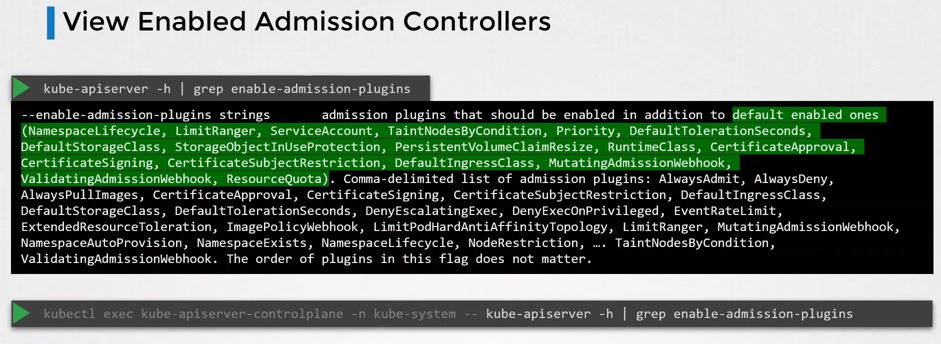 View Enabled Admission Controllers
kube-apiserver -h | grep enable-admission-plugins
--enable-admission-plugins strings admission plugins that should be enabled in addition to default enabled ones
(NamespaceLifecycle, LimitRanger, ServiceAccount, TaintNodesByCondition, Priority, DefaultTolerationSeconds,
DefaultStorageClass, StorageObjectInUseProtection, PersistentVolumeClaimResize, RuntimeClass, CertificateApproval,
CertificateSigning, CertificateSubjectRestriction, DefaultIngressClass, MutatingAdmissionWebhook,
ValidatingAdmissionWebhook, ResourceQuota). Comma-delimited list of admission plugins: AlwaysAdmit, AlwaysDeny,
AlwaysPullImages, CertificateApproval, CertificateSigning, CertificateSubjectRestriction, DefaultIngressClass,
DefaultStorageClass, DefaultTolerationSeconds, DenyEscalatingExec, DenyExecOnPrivileged, EventRateLimit,
ExtendedResourceToleration, ImagePolicyWebhook, LimitPodHardAntiAffinityTopology, LimitRanger, MutatingAdmissionWebhook,
NamespaceAutoProvision, NamespaceExists, NamespaceLifecycle, NodeRestriction, …. TaintNodesByCondition,
ValidatingAdmissionWebhook. The order of plugins in this flag does not matter.
kubectl exec kube-apiserver-controlplane -n kube-system -- kube-apiserver -h | grep enable-admission-plugins